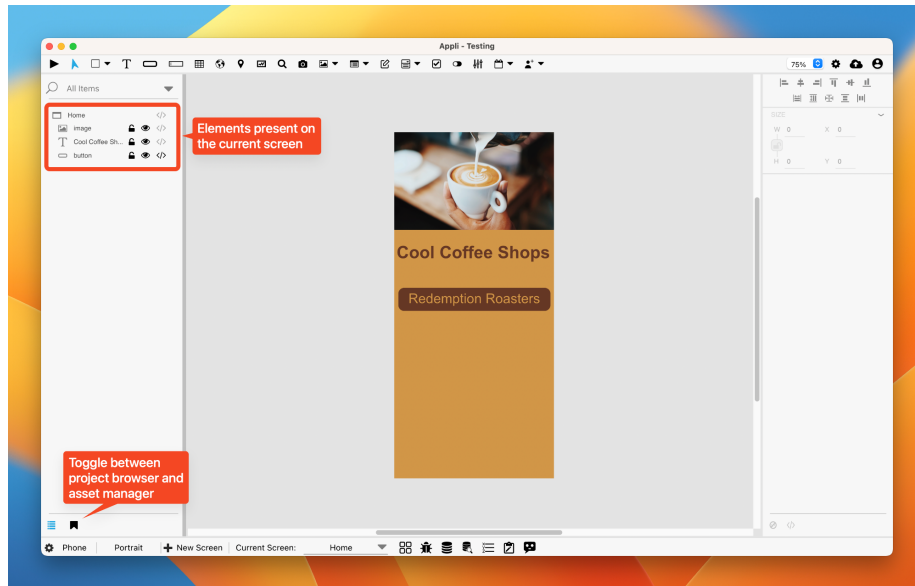 Appli - Testing
T
75%
All Items
Home
image
T Cool Coffee Sh...
button
Elements present on
the current screen
SIZE
W 0 X 0
H 0 Y 0
Cool Coffee Shops
Redemption Roasters
Toggle between
project browser and
asset manager
Phone Portrait New Screen Current Screen: Home